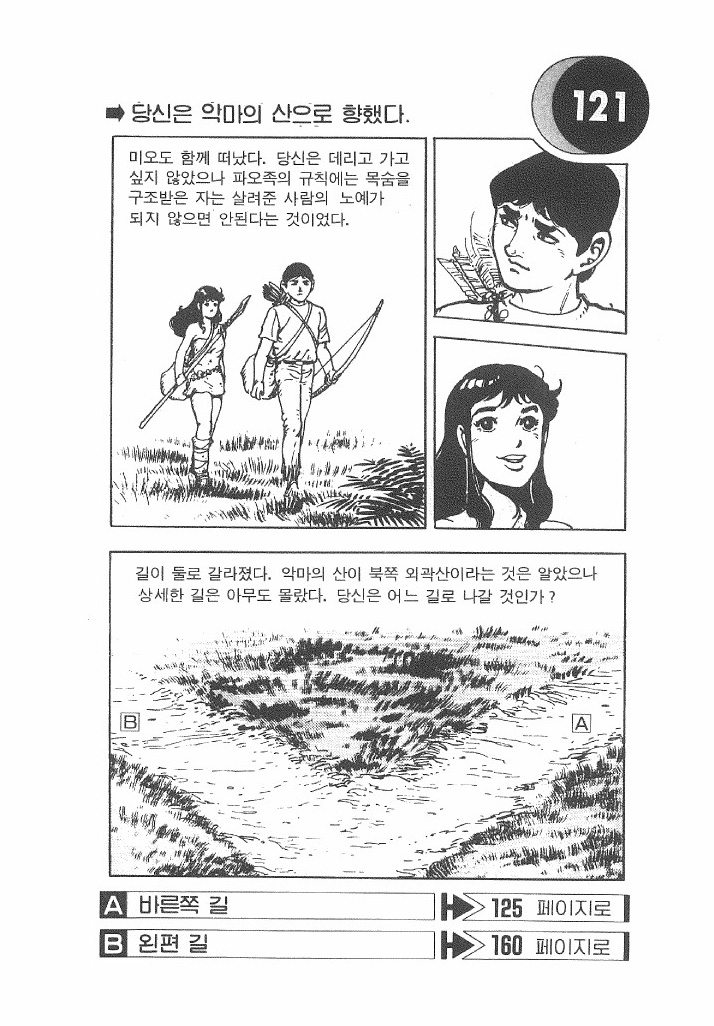 121
당신은 악마의 산으로 향했다.
미오도 함께 떠났다. 당신은 데리고 가고
싶지 않았으나 파오족의 규칙에는 목숨을
구조받은 자는 살려준 사람의 노예가
되지 않으면 안된다는 것이었다.
길이 둘로 갈라졌다. 악마의 산이 북쪽 외곽산이라는 것은 알았으나
상세한 길은 아무도 몰랐다. 당신은 어느 길로 나갈 것인가?
B
A
A 바른쪽 길 125 페이지로
B 왼편 길 160 페이지로